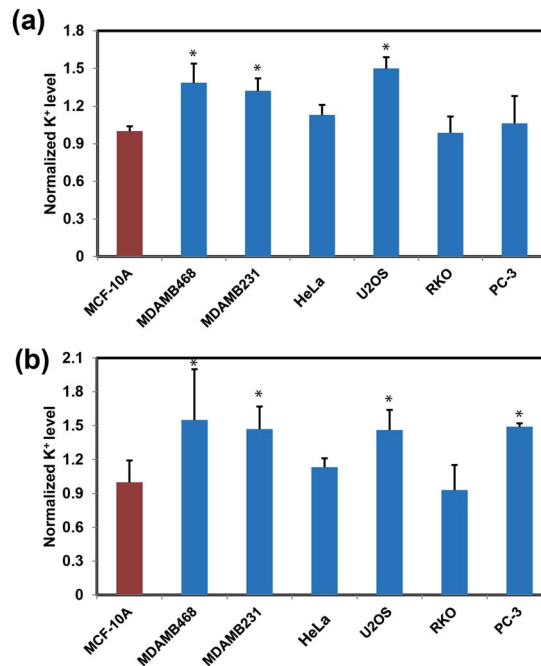 (a)
Normalized K⁺ level
1.8
1.5
1.2
0.9
0.6
0.3
0
* * *
MCF-10A MDAMB468 MDAMB231 HeLa U2OS RKO PC-3
(b)
Normalized K⁺ level
2.1
1.8
1.5
1.2
0.9
0.6
0.3
0
* * * *
MCF-10A MDAMB468 MDAMB231 HeLa U2OS RKO PC-3